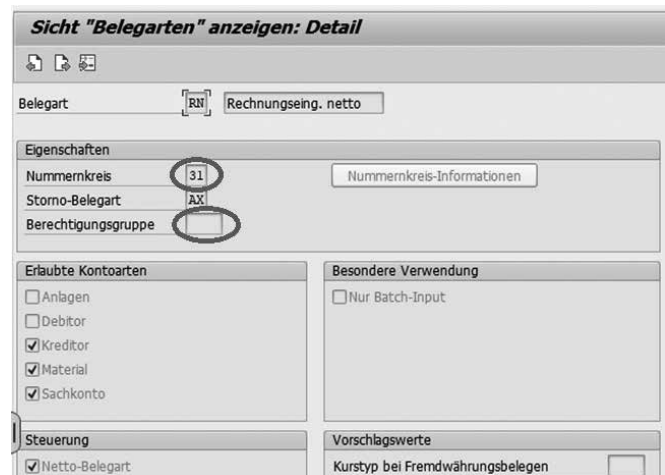 Sicht "Belegarten" anzeigen: Detail
Belegart RN Rechnungseing. netto
Eigenschaften
Nummernkreis 31 Nummernkreis-Informationen
Storno-Belegart AX
Berechtigungsgruppe
Erlaubte Kontoarten
Anlagen
Debitor
Kreditor
Material
Sachkonto
Besondere Verwendung
Nur Batch-Input
Steuerung
Netto-Belegart
Vorschlagswerte
Kurstyp bei Fremdwährungsbelegen